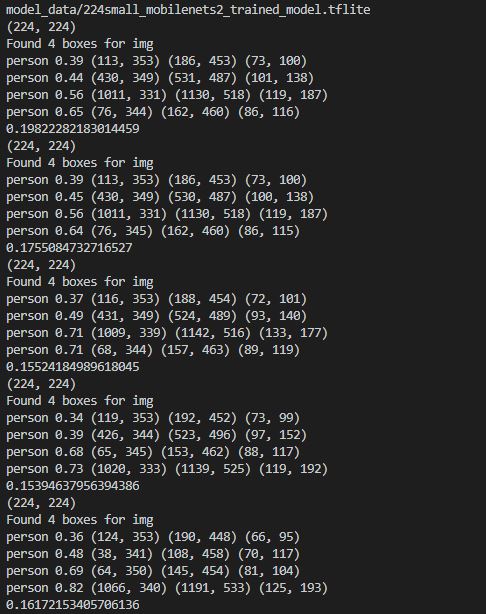 model_data/224small_mobilenets2_trained_model.tflite
(224, 224)
Found 4 boxes for img
person 0.39 (113, 353) (186, 453) (73, 100)
person 0.44 (430, 349) (531, 487) (101, 138)
person 0.56 (1011, 331) (1130, 518) (119, 187)
person 0.65 (76, 344) (162, 460) (86, 116)
0.19822282183014459
(224, 224)
Found 4 boxes for img
person 0.39 (113, 353) (186, 453) (73, 100)
person 0.45 (430, 349) (530, 487) (100, 138)
person 0.56 (1011, 331) (1130, 518) (119, 187)
person 0.64 (76, 345) (162, 460) (86, 115)
0.1755084732716527
(224, 224)
Found 4 boxes for img
person 0.37 (116, 353) (188, 454) (72, 101)
person 0.49 (431, 349) (524, 489) (93, 140)
person 0.71 (1009, 339) (1142, 516) (133, 177)
person 0.71 (68, 344) (157, 463) (89, 119)
0.15524184989618045
(224, 224)
Found 4 boxes for img
person 0.34 (119, 353) (192, 452) (73, 99)
person 0.39 (426, 344) (523, 496) (97, 152)
person 0.68 (65, 345) (153, 462) (88, 117)
person 0.73 (1020, 333) (1139, 525) (119, 192)
0.15394637956394386
(224, 224)
Found 4 boxes for img
person 0.36 (124, 353) (190, 448) (66, 95)
person 0.48 (38, 341) (108, 458) (70, 117)
person 0.69 (64, 350) (145, 454) (81, 104)
person 0.82 (1066, 340) (1191, 533) (125, 193)
0.16172153405706136